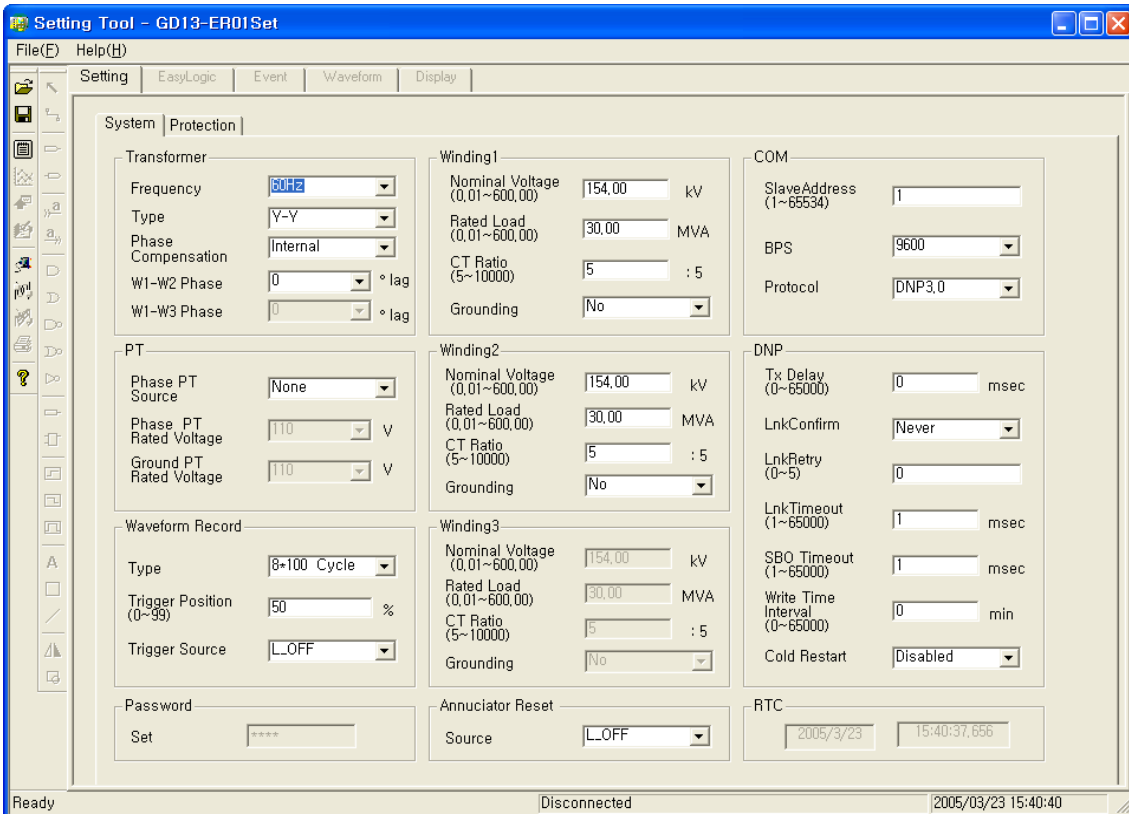 Setting Tool - GD13-ER01Set
File(F) Help(H)
Setting EasyLogic Event Waveform Display
System Protection
Transformer
Frequency 60Hz
Type Y-Y
Phase Compensation Internal
W1-W2 Phase 0 ° lag
W1-W3 Phase 0 ° lag
PT
Phase PT Source None
Phase PT Rated Voltage 110 V
Ground PT Rated Voltage 110 V
Waveform Record
Type 8*100 Cycle
Trigger Position (0~99) 50 %
Trigger Source L_OFF
Password
Set ****
Winding1
Nominal Voltage (0,01~600,00) 154,00 kV
Rated Load (0,01~600,00) 30,00 MVA
CT Ratio (5~10000) 5 : 5
Grounding No
Winding2
Nominal Voltage (0,01~600,00) 154,00 kV
Rated Load (0,01~600,00) 30,00 MVA
CT Ratio (5~10000) 5 : 5
Grounding No
Winding3
Nominal Voltage (0,01~600,00) 154,00 kV
Rated Load (0,01~600,00) 30,00 MVA
CT Ratio (5~10000) 5 : 5
Grounding No
Annuciator Reset
Source L_OFF
COM
SlaveAddress (1~65534) 1
BPS 9600
Protocol DNP3,0
DNP
Tx Delay (0~65000) 0 msec
LnkConfirm Never
LnkRetry (0~5) 0
LnkTimeout (1~65000) 1 msec
SBO Timeout (1~65000) 1 msec
Write Time Interval (0~65000) 0 min
Cold Restart Disabled
RTC
2005/3/23 15:40:37,656
Ready Disconnected 2005/03/23 15:40:40